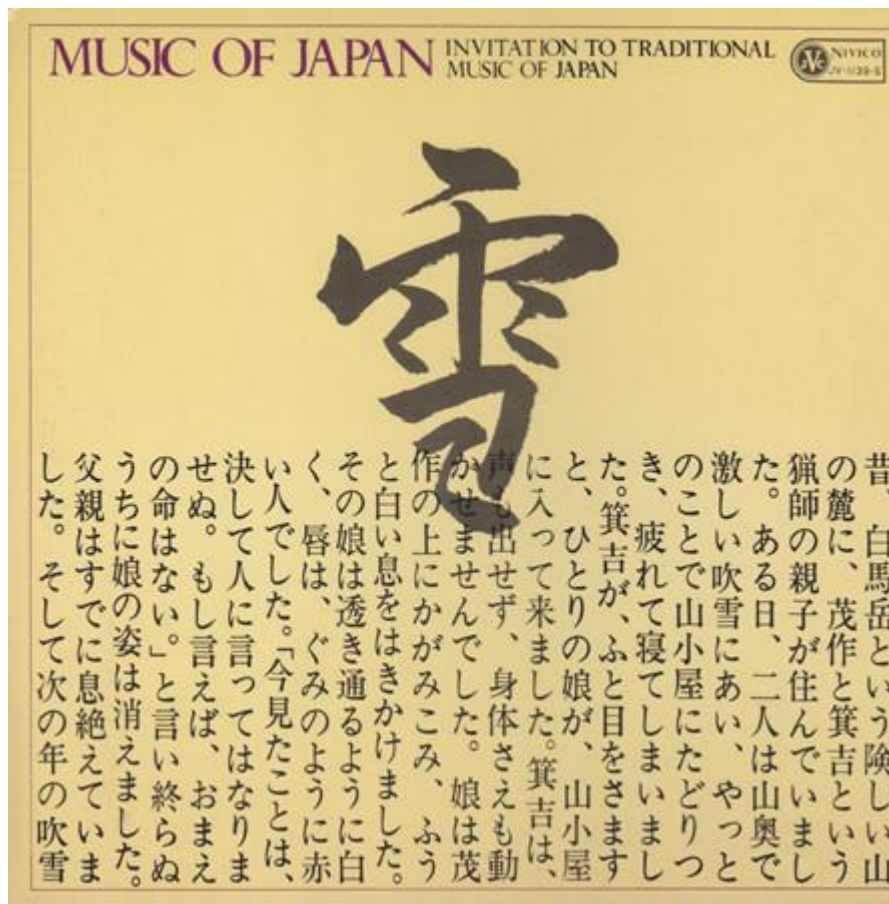 MUSIC OF JAPAN
INVITATION TO TRADITIONAL
MUSIC OF JAPAN
JVC
NIVICO
雪
昔、白馬岳という険しい山
の麓に、茂作と箕吉という
猟師の親子が住んでいまし
た。ある日、二人は山奥で
激しい吹雪にあい、やっと
のことで山小屋にたどりつ
き、疲れて寝てしまいまし
た。箕吉が、ふと目をさます
と、ひとりの娘が、山小屋
に入って来ました。箕吉は、
声も出せず、身体さえも動
かせませんでした。娘は茂
作の上にかがみこみ、ふう
と白い息をはきかけました。
その娘は透き通るように白
く、唇は、ぐみのように赤
い人でした。「今見たことは、
決して人に言ってはなりま
せぬ。もし言えば、おまえ
の命はない。」と言い終らぬ
うちに娘の姿は消えました。
父親はすでに息絶えていま
した。そして次の年の吹雪